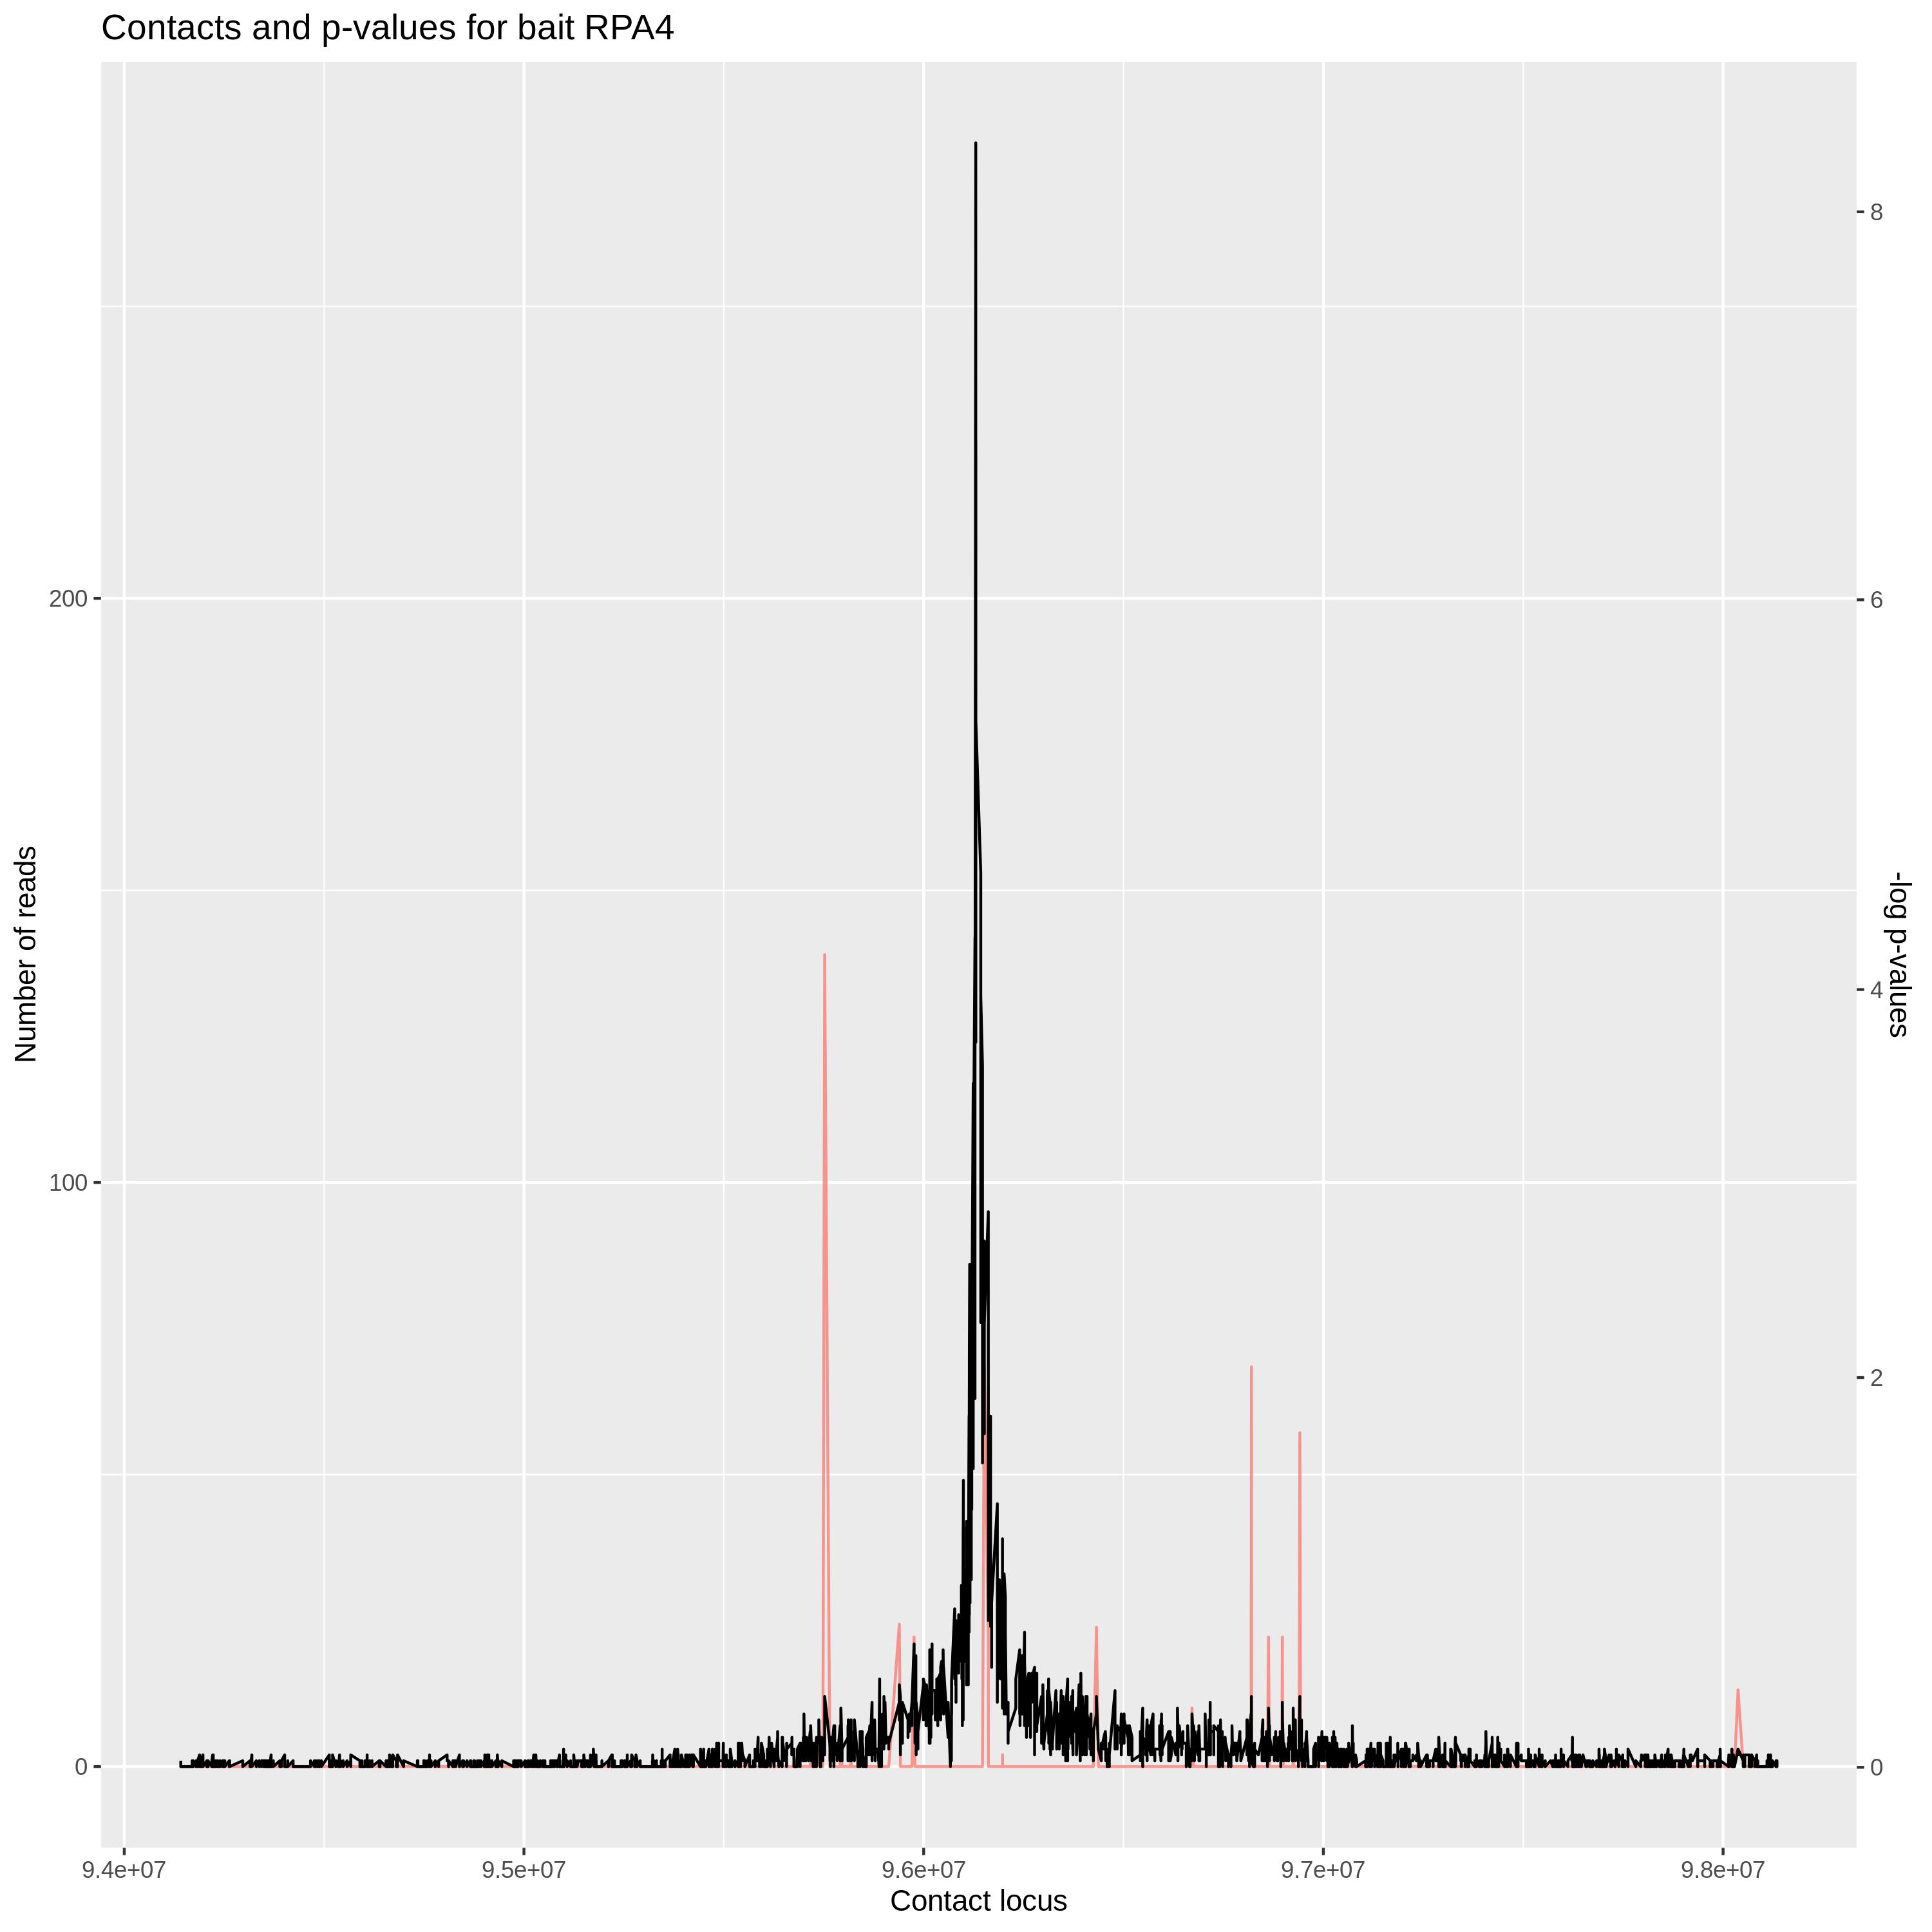 Contacts and p-values for bait RPA4
Number of reads
200
100
0
8
6
4
2
0
-log p-values
9.4e+07
9.5e+07
9.6e+07
9.7e+07
9.8e+07
Contact locus